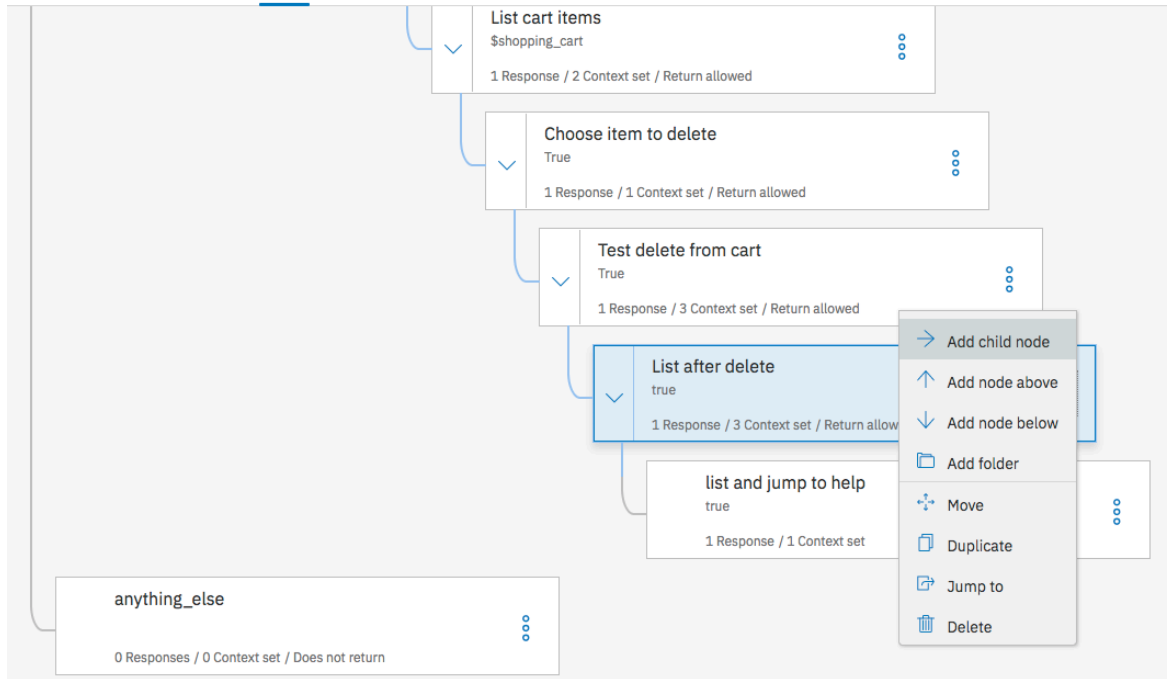 List cart items
$shopping_cart
1 Response / 2 Context set / Return allowed
Choose item to delete
True
1 Response / 1 Context set / Return allowed
Test delete from cart
True
1 Response / 3 Context set / Return allowed
List after delete
true
1 Response / 3 Context set / Return allow
list and jump to help
true
1 Response / 1 Context set
Add child node
Add node above
Add node below
Add folder
Move
Duplicate
Jump to
Delete
anything_else
0 Responses / 0 Context set / Does not return